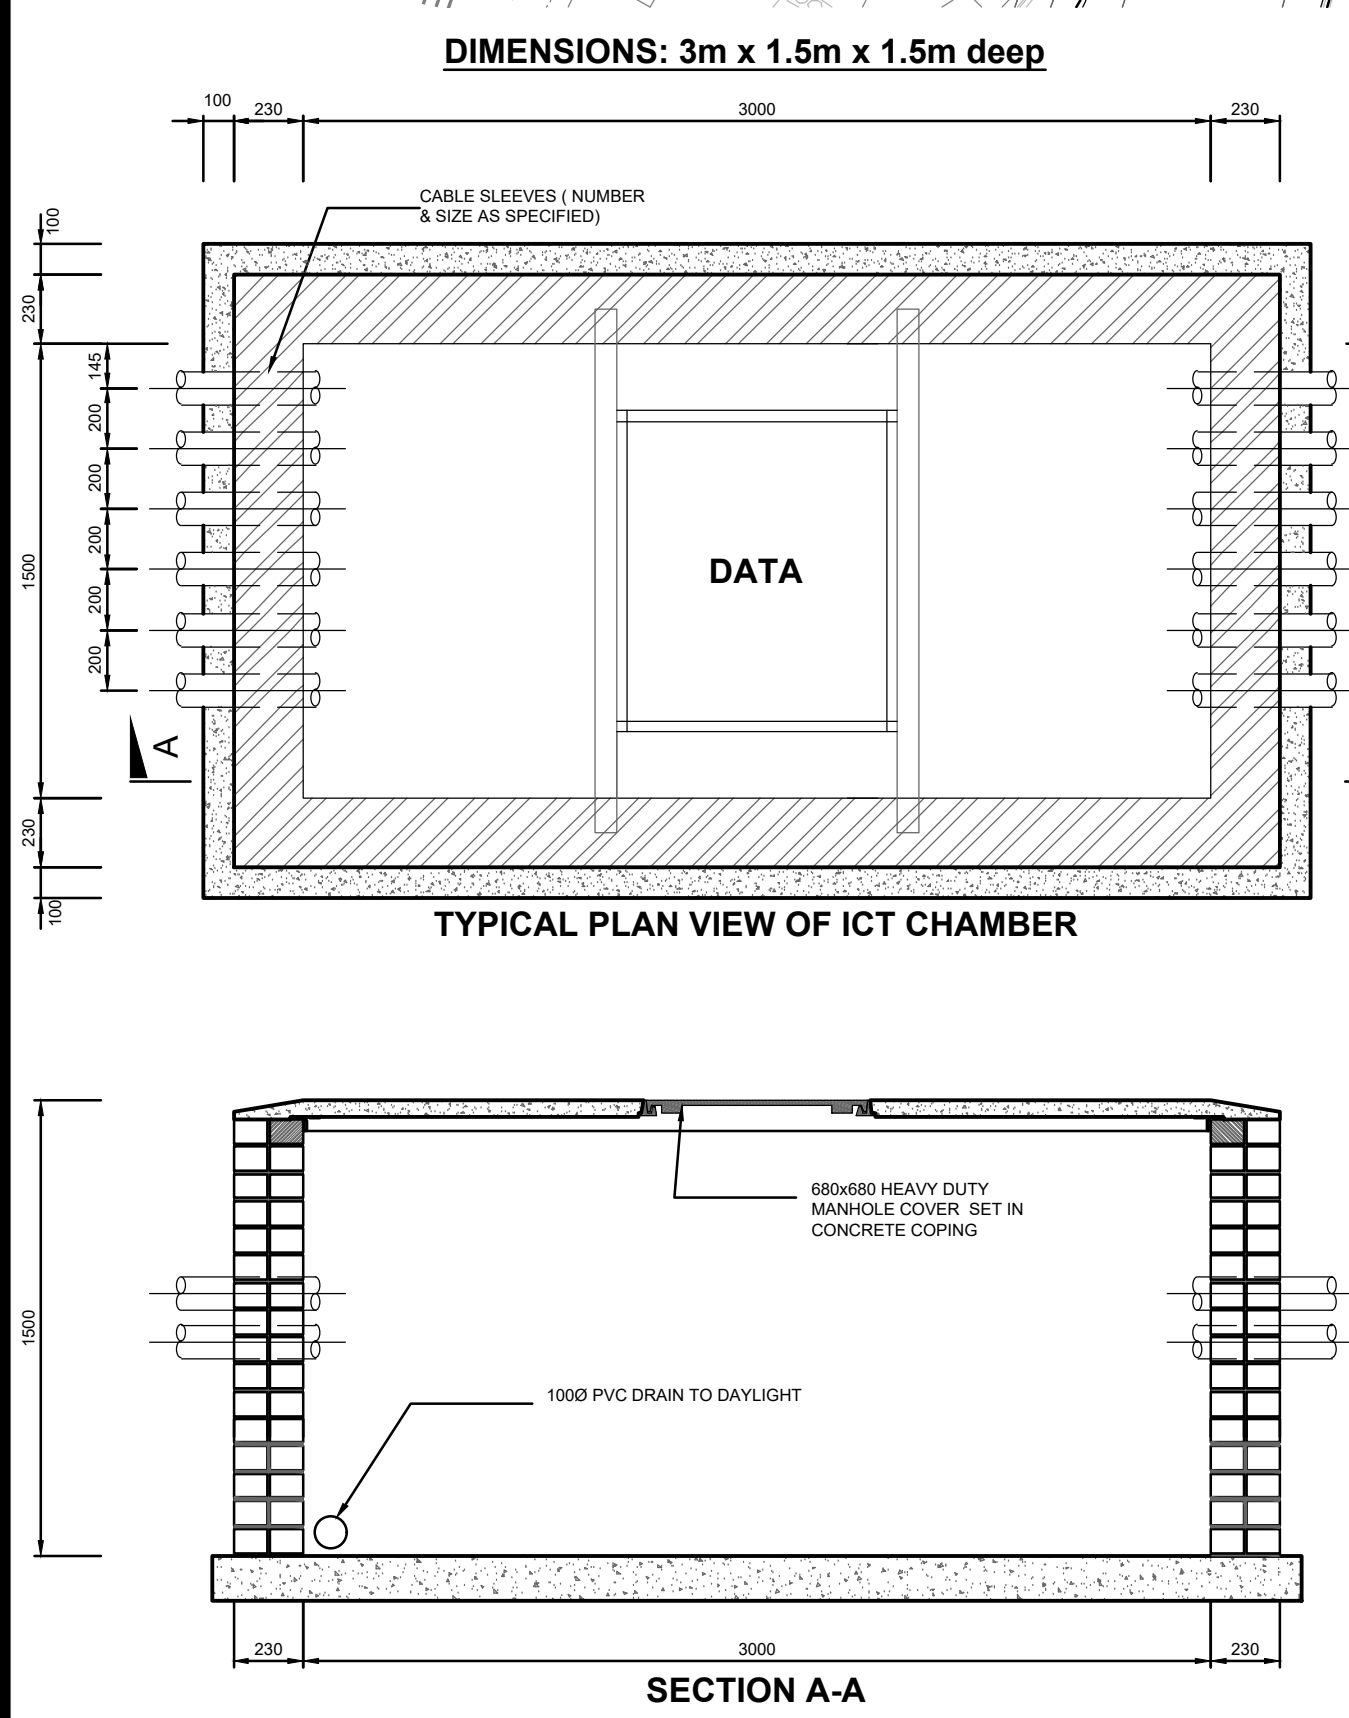 DIMENSIONS: 3m x 1.5m x 1.5m deep
100
230
3000
230
CABLE SLEEVES ( NUMBER
& SIZE AS SPECIFIED)
100
230
145
200
200
200
200
200
1500
DATA
A
230
100
TYPICAL PLAN VIEW OF ICT CHAMBER
680x680 HEAVY DUTY
MANHOLE COVER SET IN
CONCRETE COPING
1500
100Ø PVC DRAIN TO DAYLIGHT
230
3000
230
SECTION A-A